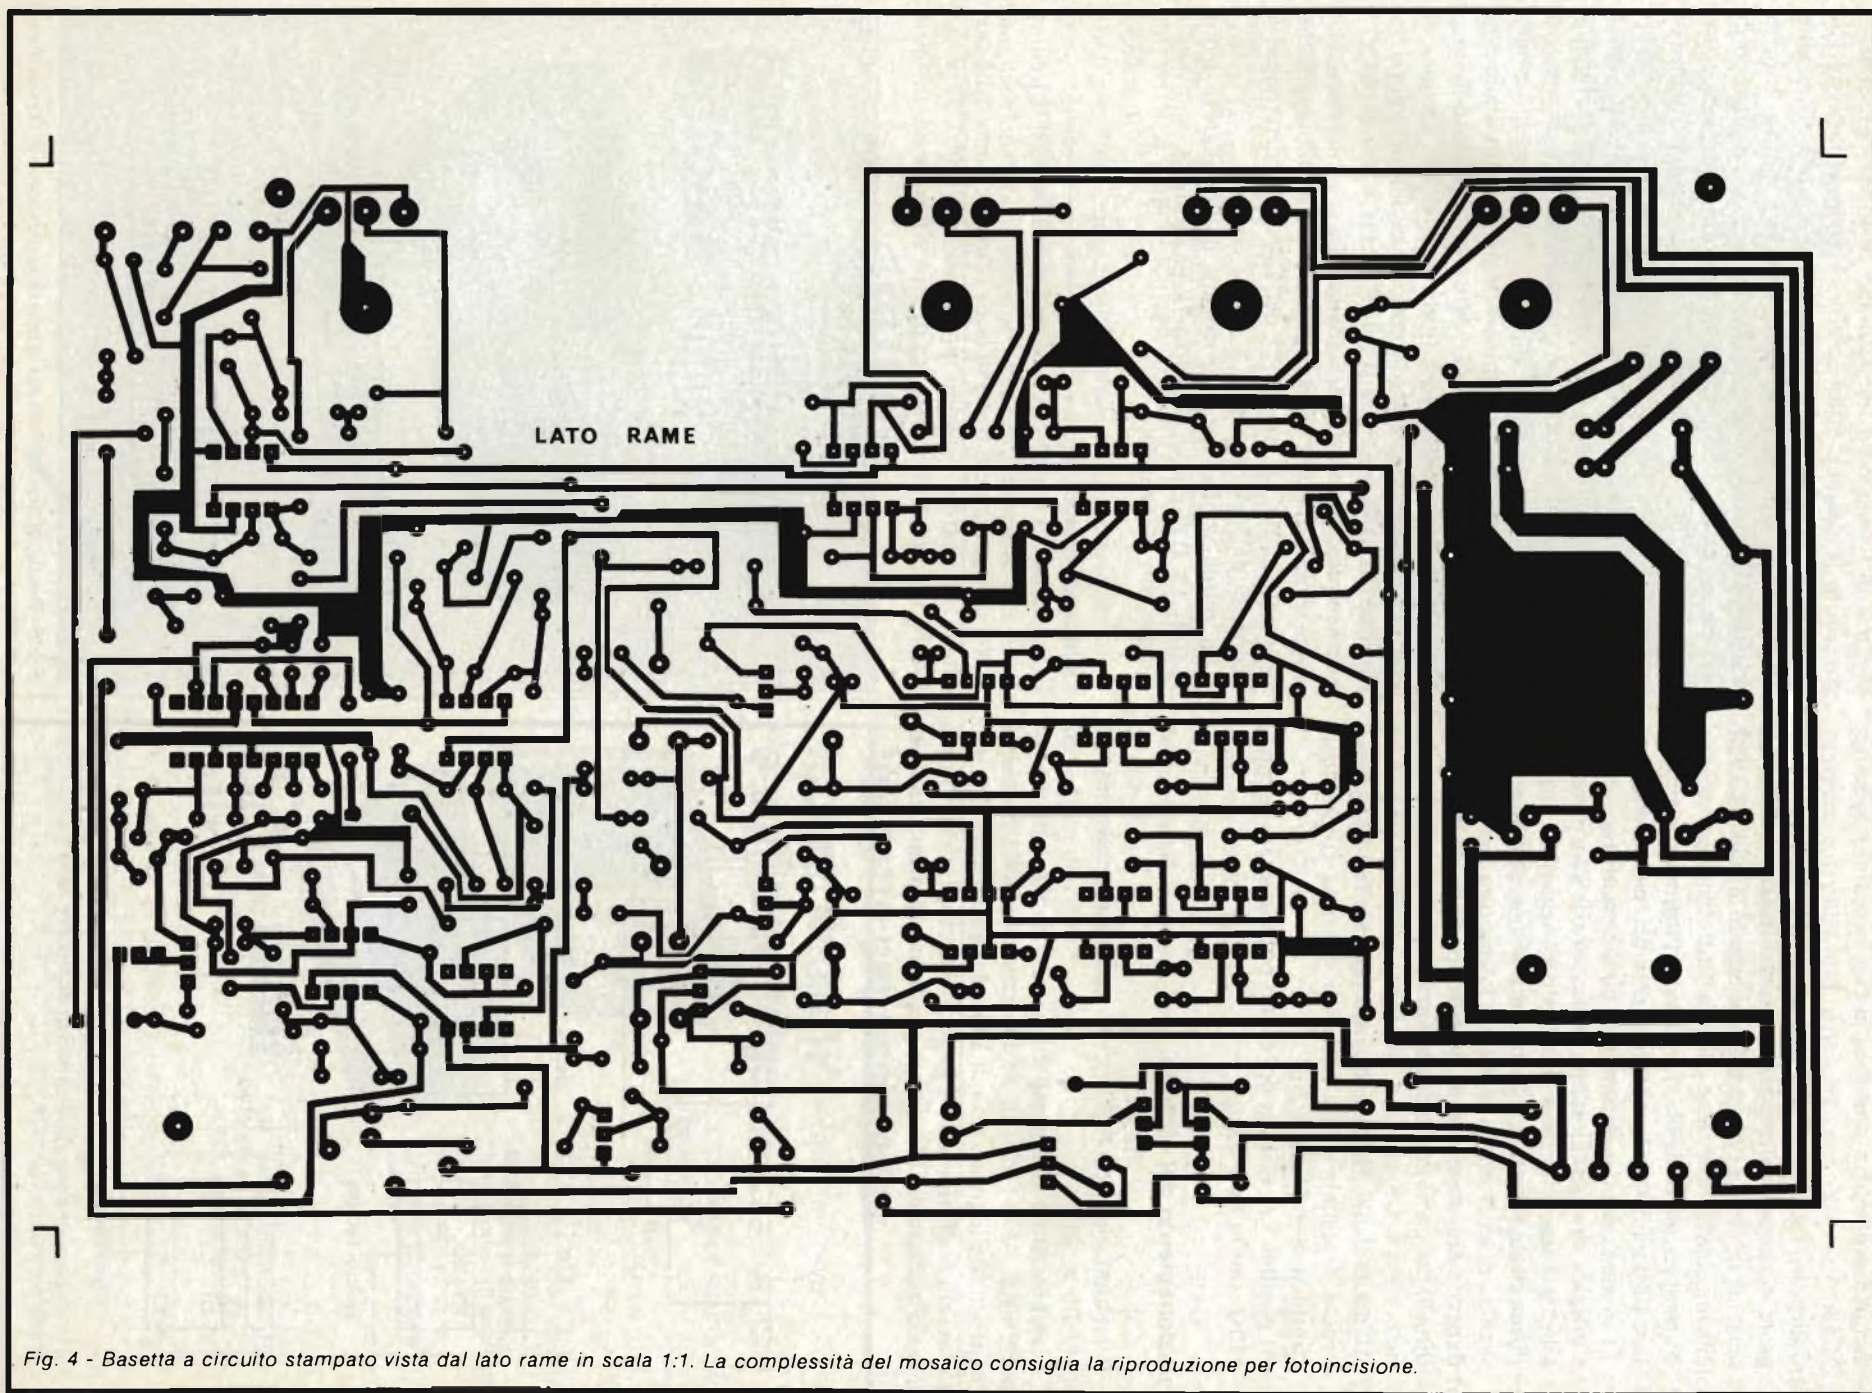 LATO RAME
Fig. 4 - Basetta a circuito stampato vista dal lato rame in scala 1:1. La complessità del mosaico consiglia la riproduzione per fotoincisione.